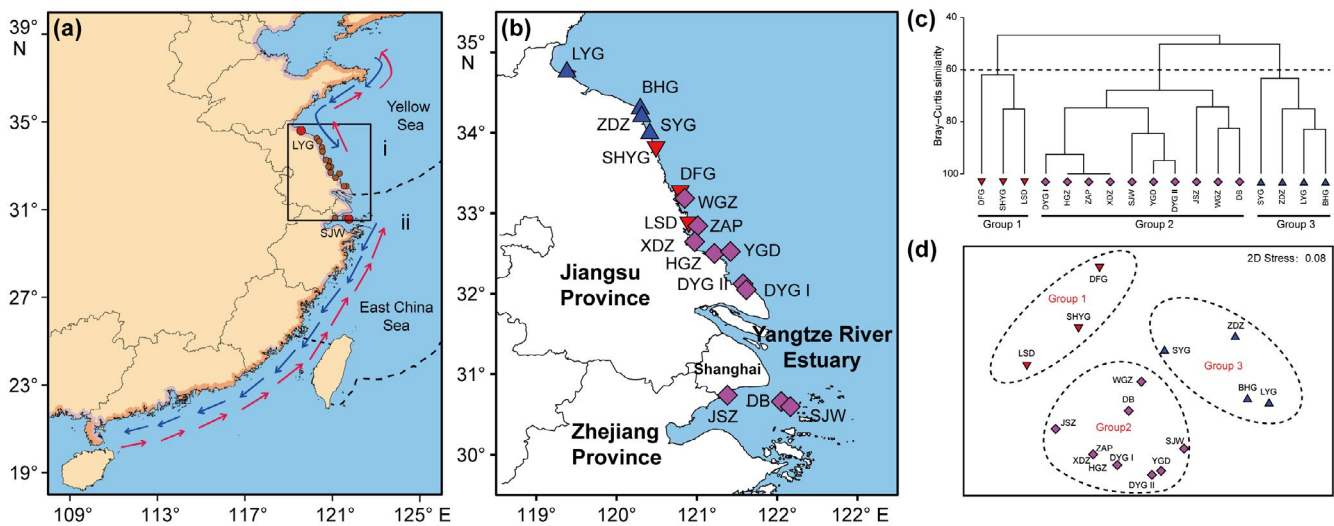 (a)
39°
N
35°
31°
27°
23°
19°
109°
113°
117°
121°
125°
E
Yellow
Sea
LYG
i
ii
SJW
East China
Sea
(b)
35°
N
34°
33°
32°
31°
30°
119°
120°
121°
122°
122°
E
LYG
BHG
ZDZ
SYG
SHYG
DFG
WGZ
LSD
ZAP
XDZ
HGZ
YGD
DYG II
DYG I
Jiangsu
Province
Yangtze River
Estuary
Shanghai
JSZ
DB
SJW
Zhejiang
Province
(c)
Bray–Curtis similarity
40
60
80
100
DFG
SHYG
LSD
DYG I
HGZ
ZAP
XDZ
SJW
YGD
DYG II
JSZ
WGZ
DB
SYG
ZDZ
LYG
BHG
Group 1
Group 2
Group 3
(d)
2D Stress: 0.08
DFG
Group 1
SHYG
LSD
ZDZ
SYG
Group 3
BHG
LYG
WGZ
DB
JSZ
Group2
SJW
ZAP
XDZ
DYG I
HGZ
YGD
DYG II